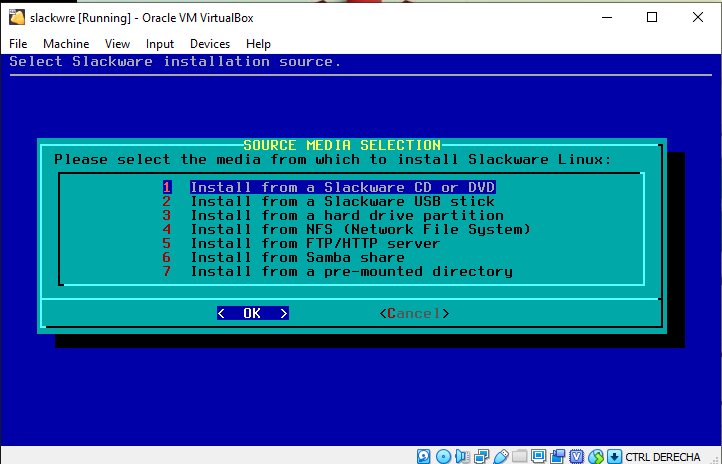 slackwre [Running] - Oracle VM VirtualBox
File Machine View Input Devices Help
Select Slackware installation source.
SOURCE MEDIA SELECTION
Please select the media from which to install Slackware Linux:
1 Install from a Slackware CD or DVD
2 Install from a Slackware USB stick
3 Install from a hard drive partition
4 Install from NFS (Network File System)
5 Install from FTP/HTTP server
6 Install from Samba share
7 Install from a pre-mounted directory
< OK > <Cancel>
CTRL DERECHA